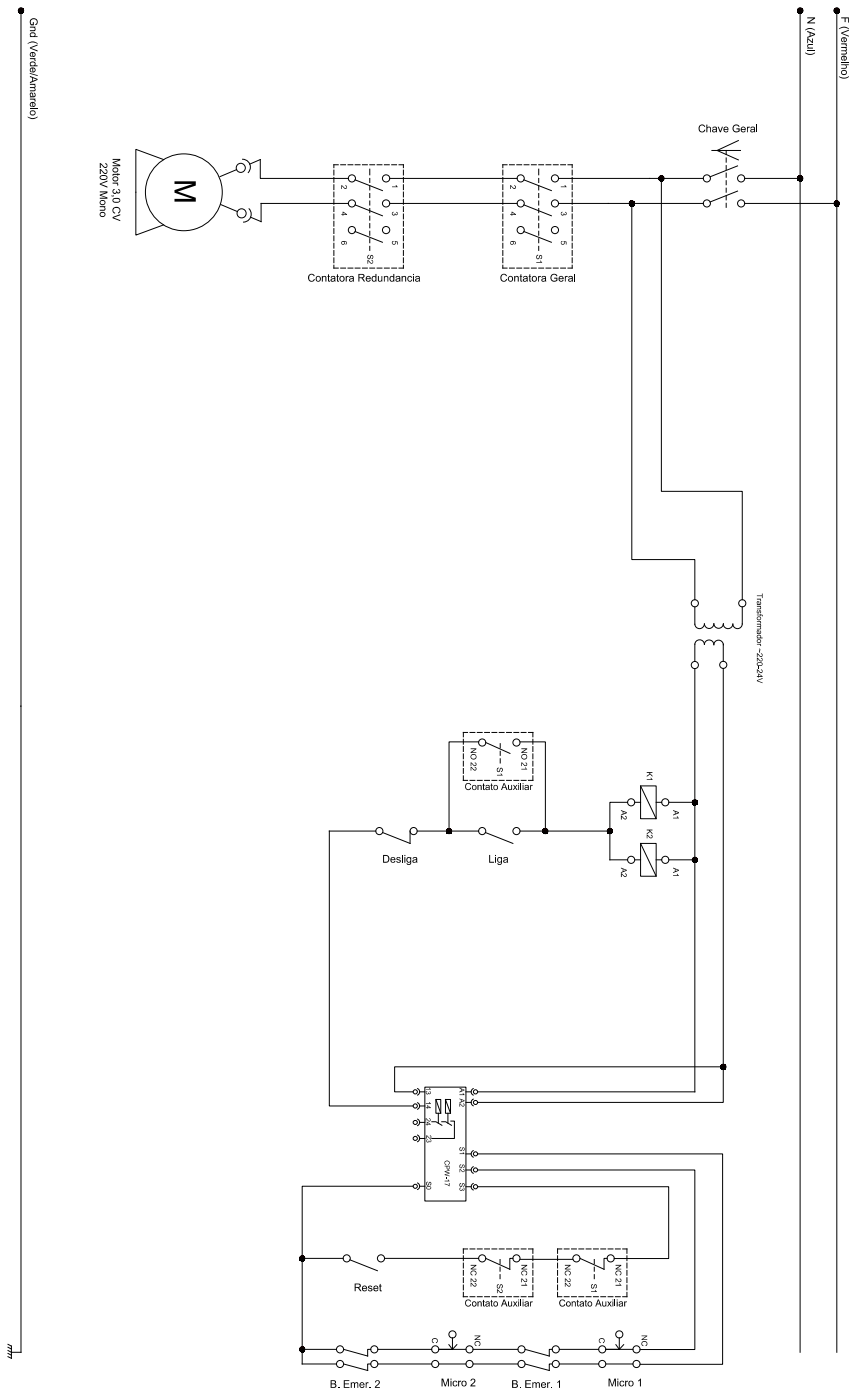 F (Vermelho)
N (Azul)
Gnd (Verde/Amarelo)
Chave Geral
M
Motor 3,0 CV
220V Mono
1
2
3
4
5
6
S2
Contatora Redundancia
1
2
3
4
5
6
S1
Contatora Geral
Transformador ~220-24V
NO 22
S1
NO 21
Contato Auxiliar
K1
A2
A1
K2
A2
A1
Desliga
Liga
13
14
24
23
S0
A1
A2
S1
S2
S3
CPW-17
Reset
NC 22
S2
NC 21
Contato Auxiliar
NC 22
S1
NC 21
Contato Auxiliar
C
NC
C
NC
B. Emer. 2
Micro 2
B. Emer. 1
Micro 1